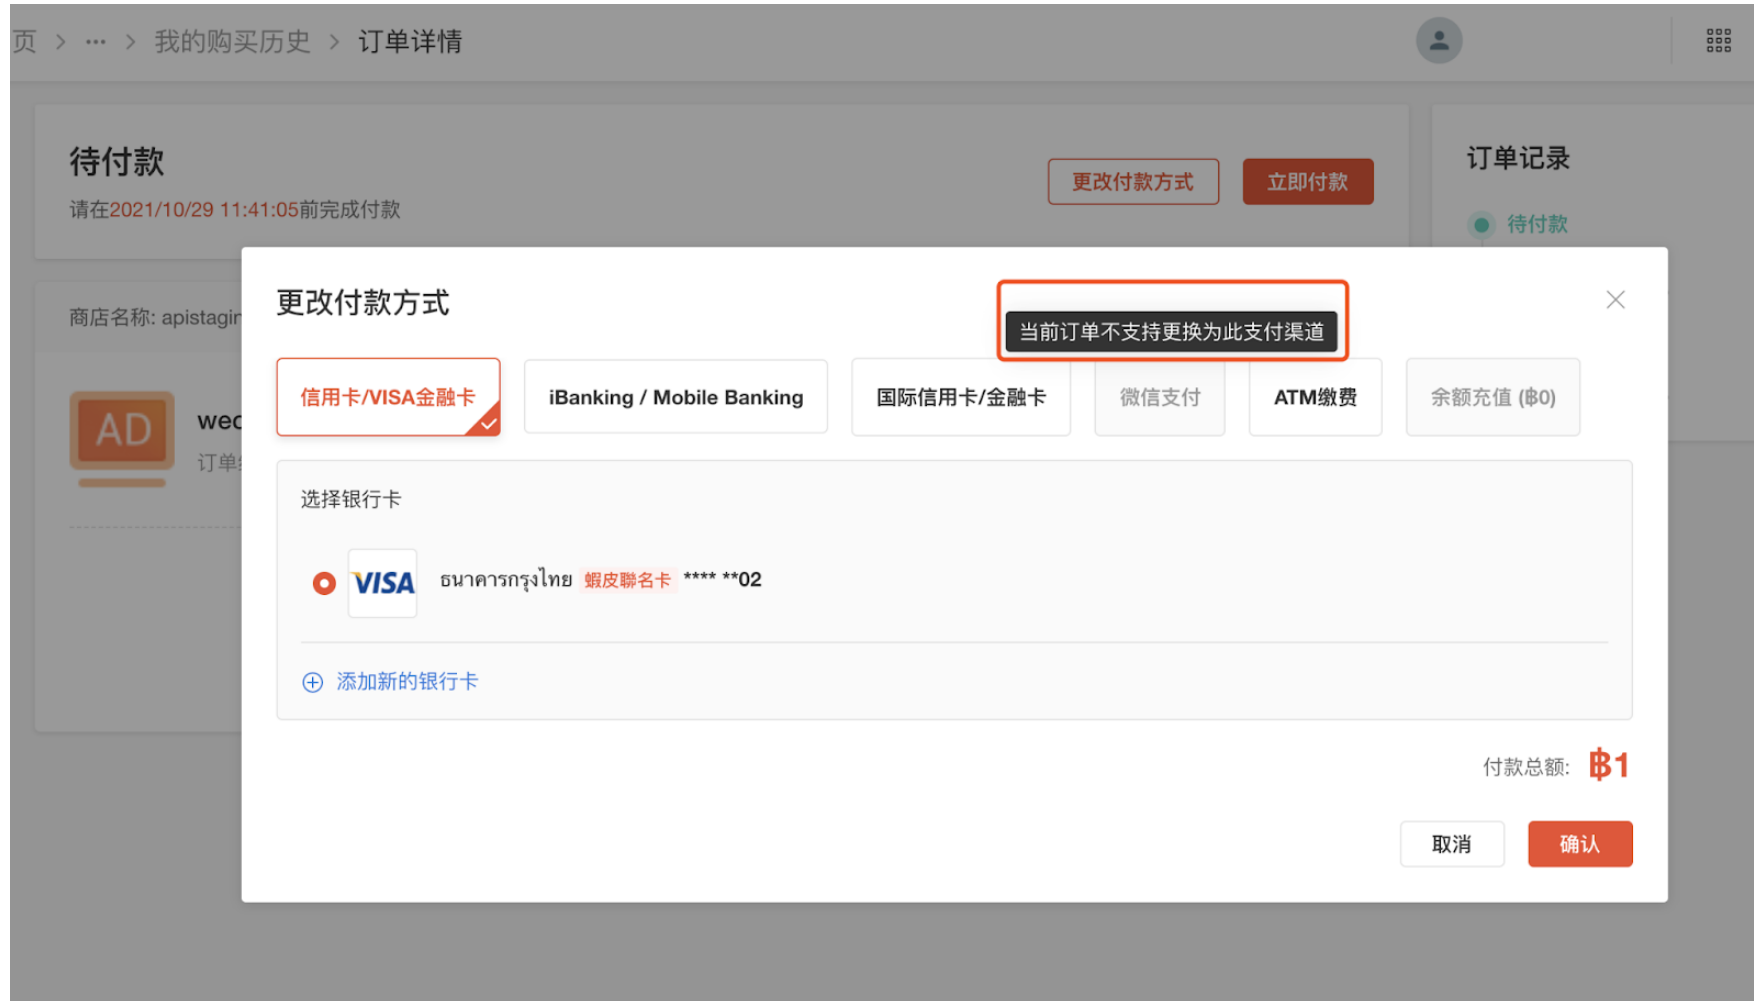 页 > ··· > 我的购买历史 > 订单详情
待付款
请在2021/10/29 11:41:05前完成付款
更改付款方式
立即付款
订单记录
待付款
商店名称: apistagin
AD
wec
订单
更改付款方式
当前订单不支持更换为此支付渠道
信用卡/VISA金融卡
iBanking / Mobile Banking
国际信用卡/金融卡
微信支付
ATM缴费
余额充值 (฿0)
选择银行卡
VISA
ธนาคารกรุงไทย 蝦皮聯名卡 **** **02
添加新的银行卡
付款总额: ฿1
取消
确认